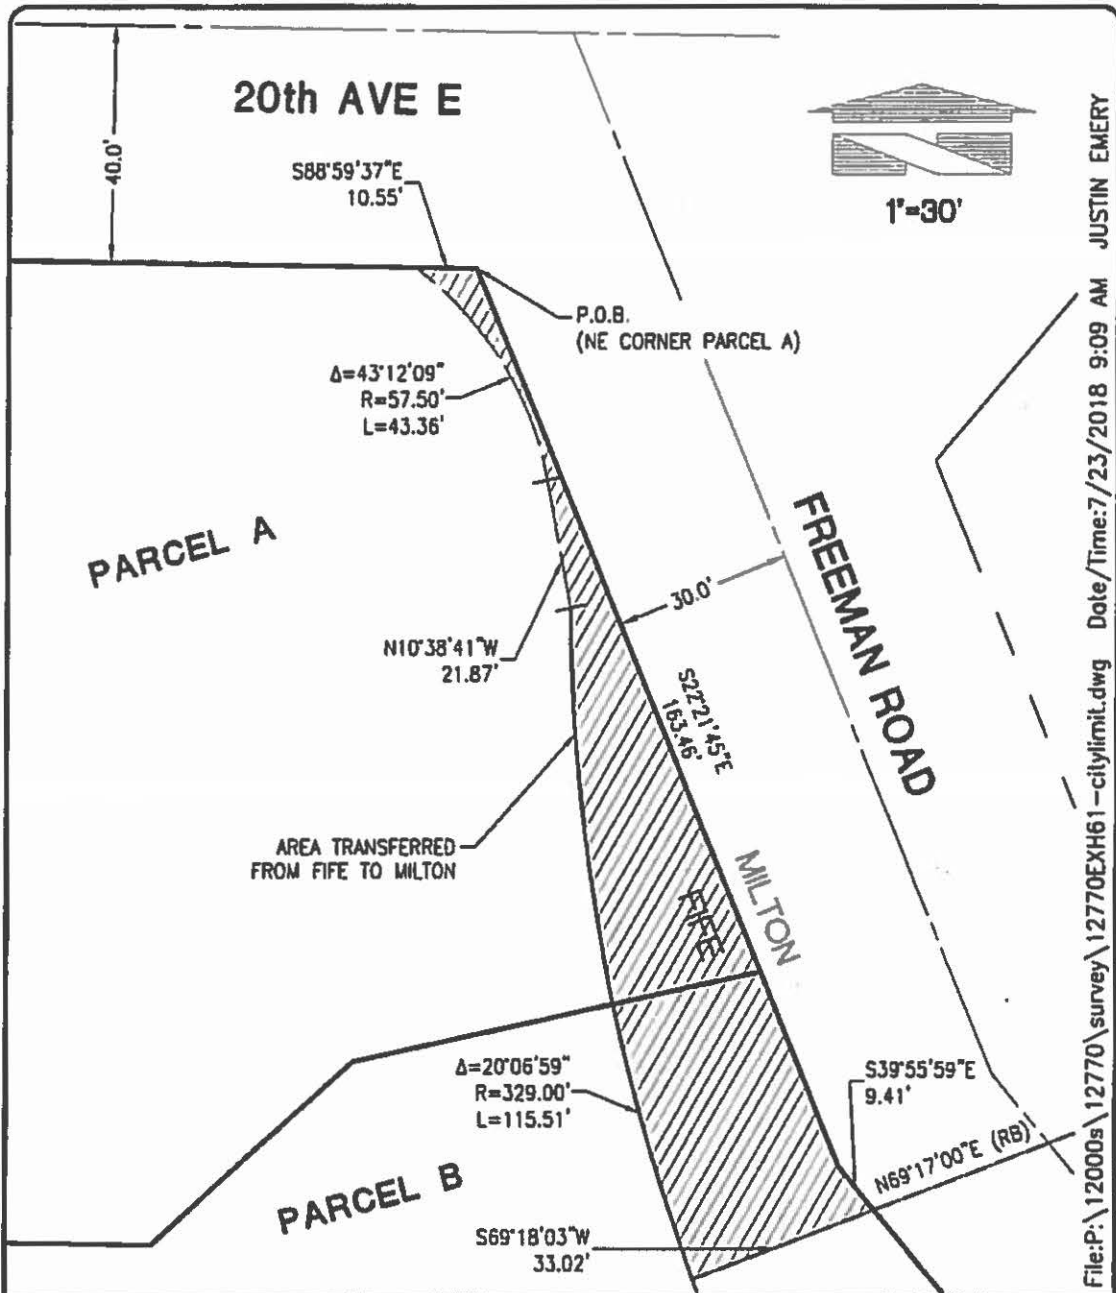 20th AVE E
40.0'
S88°59'37"E
10.55'
1"=30'
P.O.B.
(NE CORNER PARCEL A)
Δ=43°12'09"
R=57.50'
L=43.36'
PARCEL A
FREEMAN ROAD
30.0'
N10°38'41"W
21.87'
S22°21'45"E
163.46'
AREA TRANSFERRED
FROM FIFE TO MILTON
MILTON
FIFE
Δ=20°06'59"
R=329.00'
L=115.51'
S39°55'59"E
9.41'
N69°17'00"E (RB)
PARCEL B
S69°18'03"W
33.02'
File:P:\12000s\12770\survey\12770EXH61-citylimit.dwg Date/Time:7/23/2018 9:09 AM JUSTIN EMERY